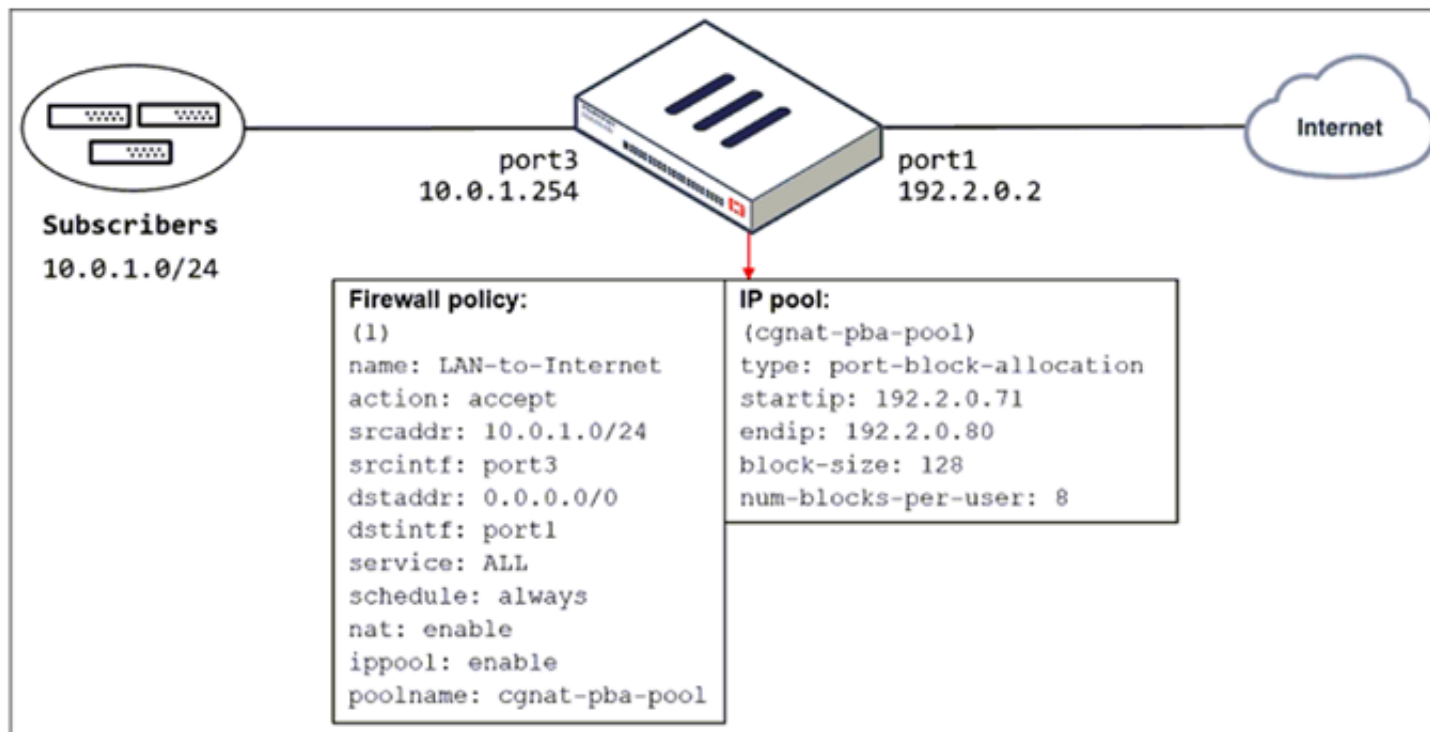 Internet
port3
10.0.1.254
port1
192.2.0.2
Subscribers
10.0.1.0/24
Firewall policy:
(1)
name: LAN-to-Internet
action: accept
srcaddr: 10.0.1.0/24
srcintf: port3
dstaddr: 0.0.0.0/0
dstintf: port1
service: ALL
schedule: always
nat: enable
ippool: enable
poolname: cgnat-pba-pool
IP pool:
(cgnat-pba-pool)
type: port-block-allocation
startip: 192.2.0.71
endip: 192.2.0.80
block-size: 128
num-blocks-per-user: 8